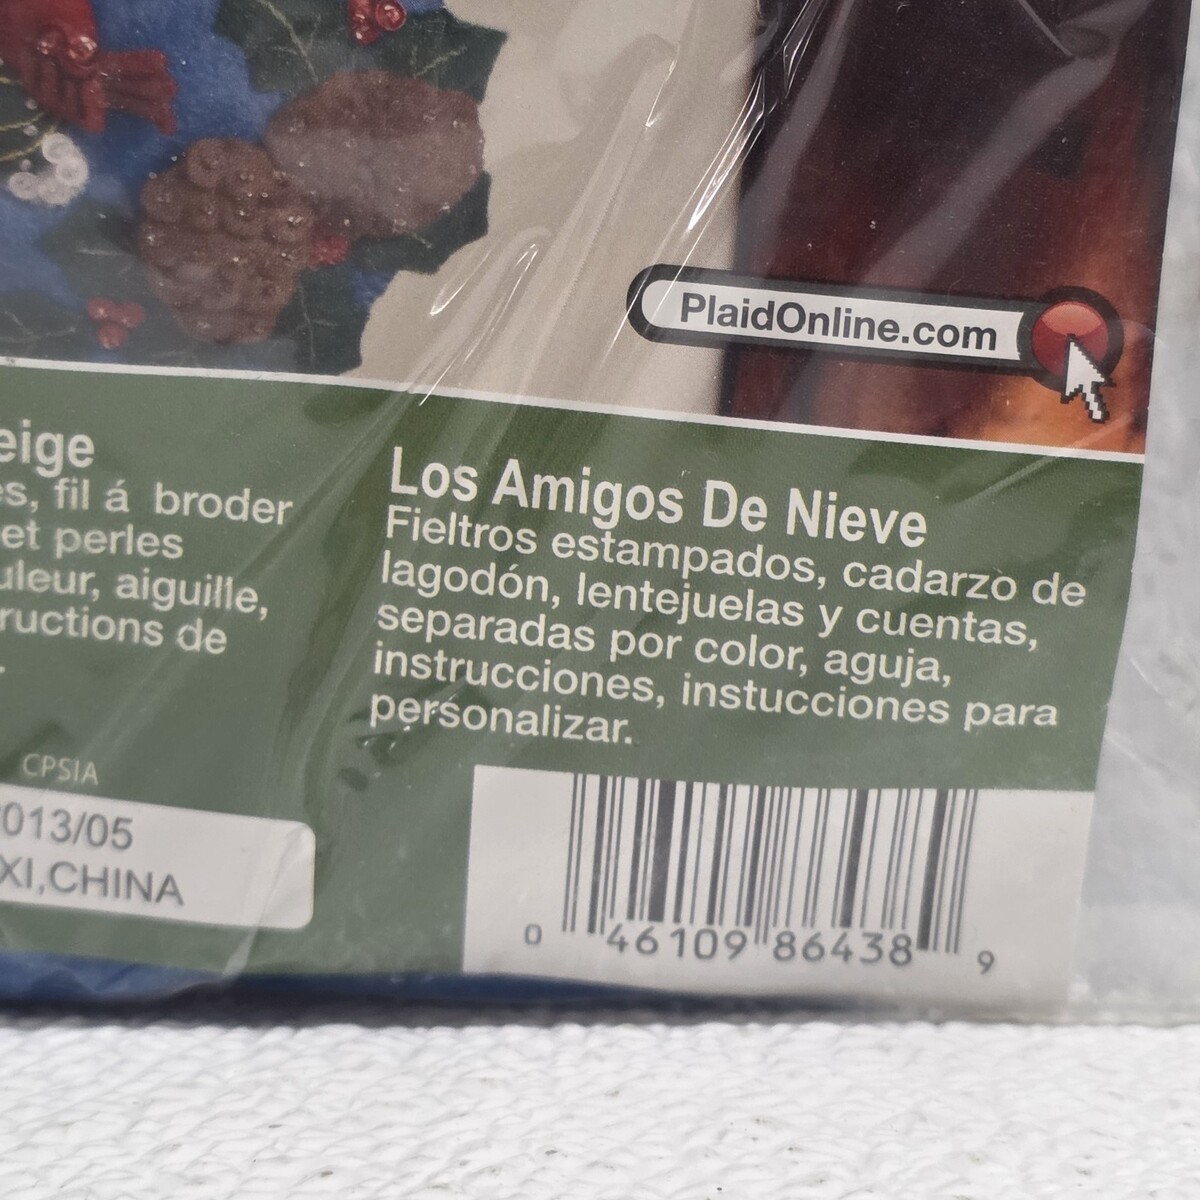 PlaidOnline.com
eige
es, fil á broder
et perles
uleur, aiguille,
ructions de
Los Amigos De Nieve
Fieltros estampados, cadarzo de
lagodón, lentejuelas y cuentas,
separadas por color, aguja,
instrucciones, instucciones para
personalizar.
CPSIA
013/05
XI,CHINA
0 46109 86438 9